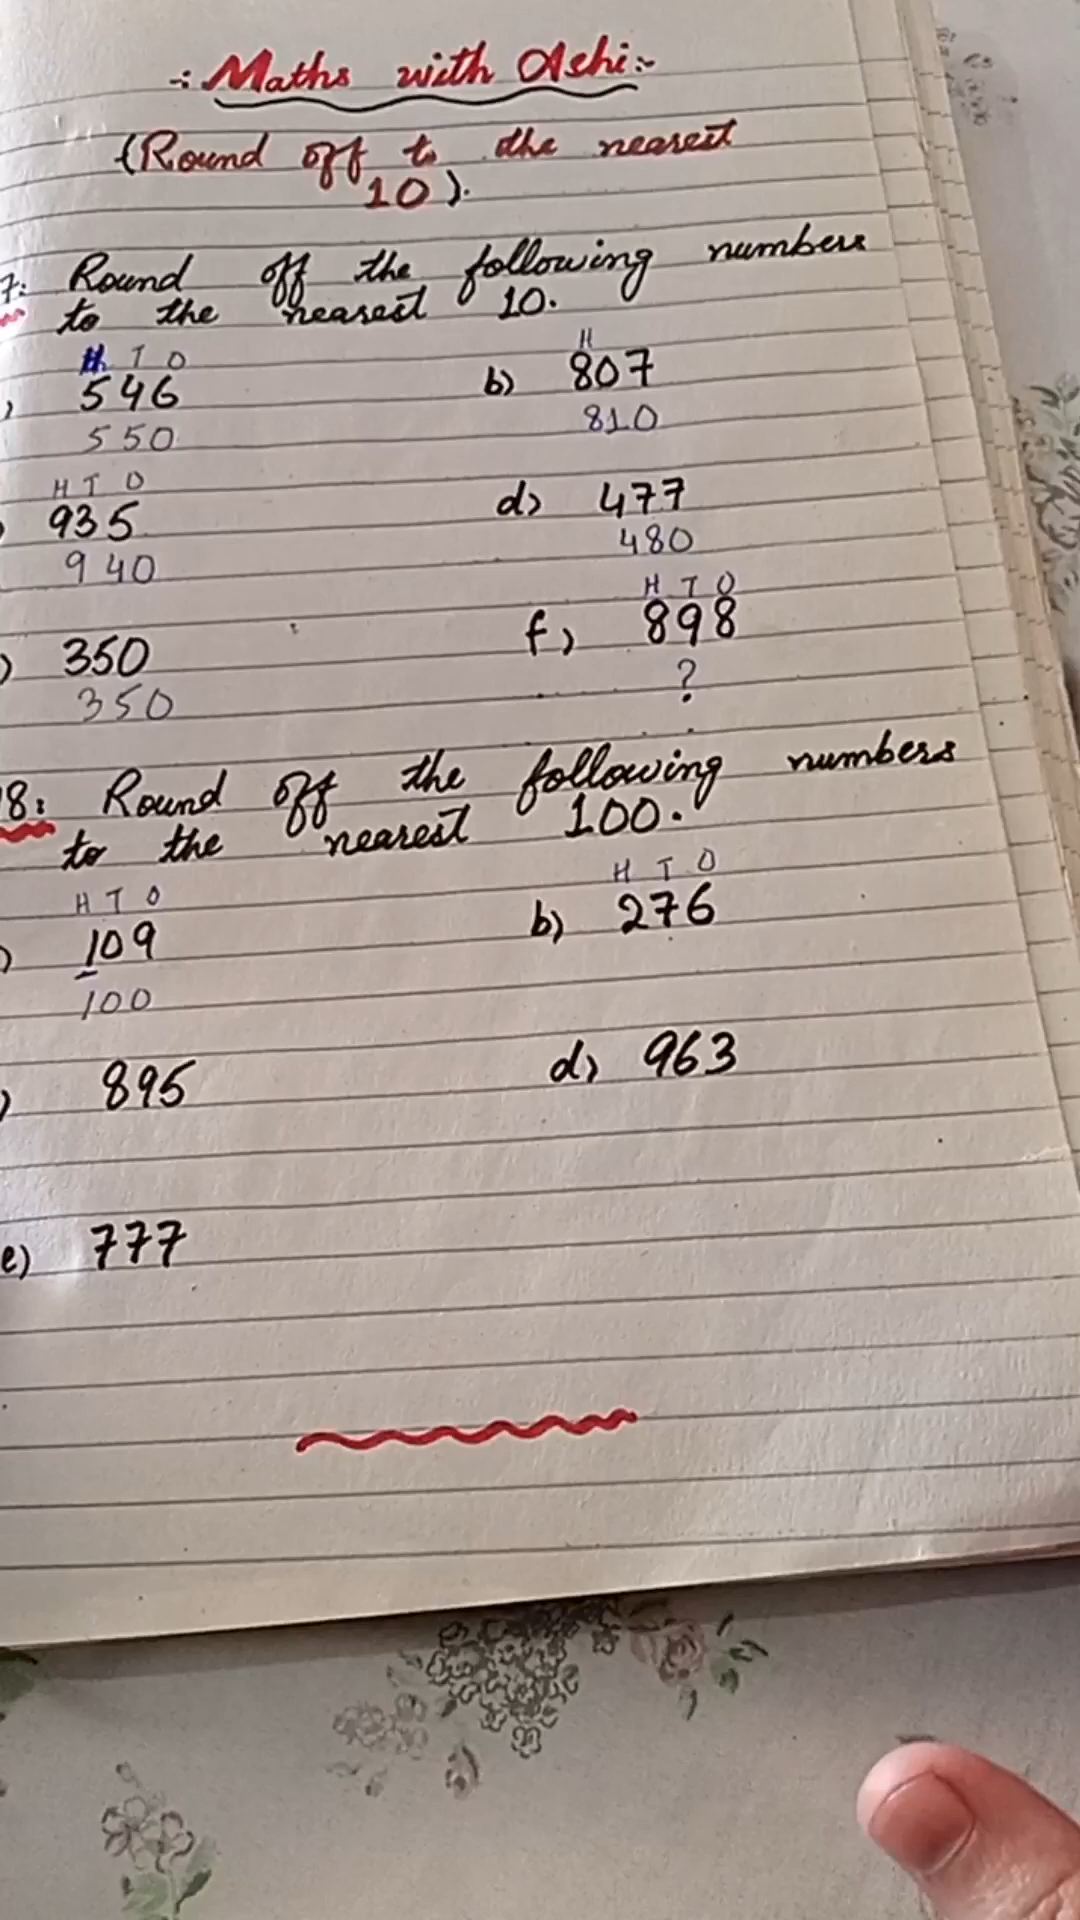 -: Maths with Ashi :-
(Round off to the nearest
10).
7: Round off the following numbers
to the nearest 10.
H T O
546
550
H
b) 807
810
H T O
935
940
d) 477
480
) 350
350
H T O
f) 898
?
18: Round off the following numbers
to the nearest 100.
H T O
) 109
100
H T O
b) 276
) 895
d) 963
e) 777